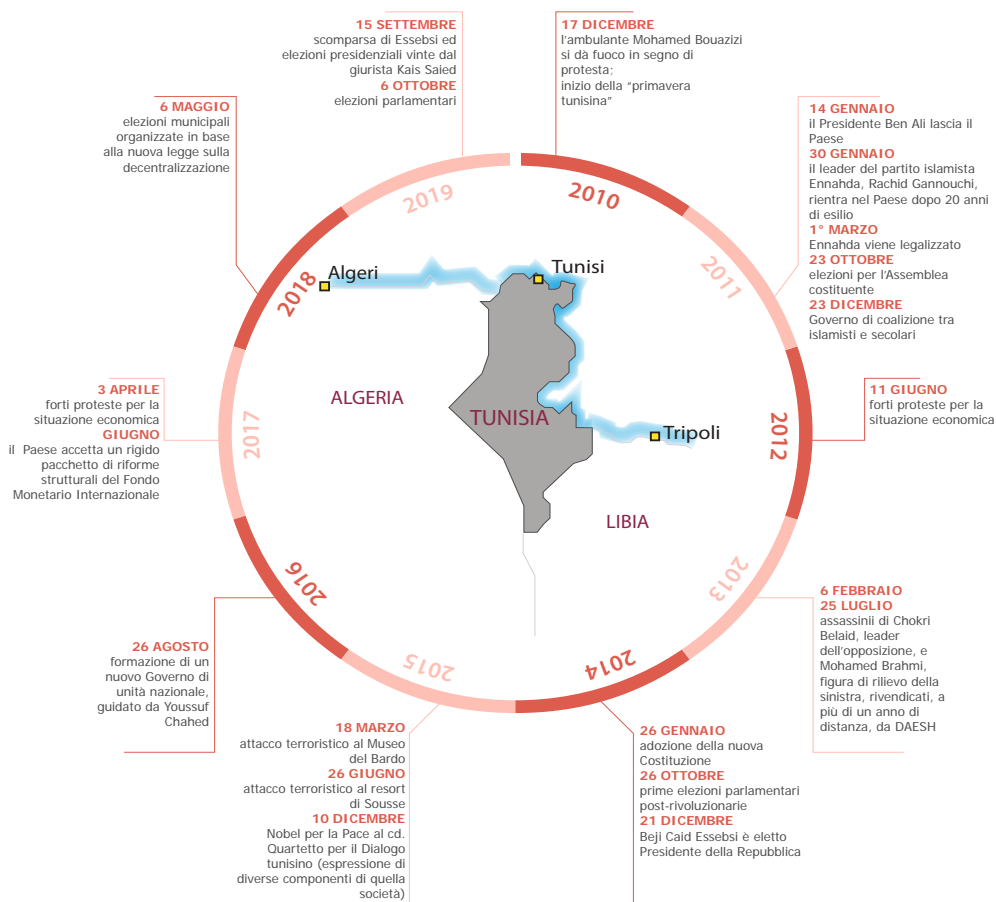 17 DICEMBRE
l'ambulante Mohamed Bouazizi
si dà fuoco in segno di
protesta;
inizio della "primavera
tunisina"
2010
14 GENNAIO
il Presidente Ben Ali lascia il
Paese
30 GENNAIO
il leader del partito islamista
Ennahda, Rachid Gannouchi,
rientra nel Paese dopo 20 anni
di esilio
1° MARZO
Ennahda viene legalizzato
23 OTTOBRE
elezioni per l'Assemblea
costituente
23 DICEMBRE
Governo di coalizione tra
islamisti e secolari
2011
11 GIUGNO
forti proteste per la
situazione economica
2012
6 FEBBRAIO
25 LUGLIO
assassinii di Chokri
Belaid, leader
dell'opposizione, e
Mohamed Brahmi,
figura di rilievo della
sinistra, rivendicati, a
più di un anno di
distanza, da DAESH
2013
26 GENNAIO
adozione della nuova
Costituzione
26 OTTOBRE
prime elezioni parlamentari
post-rivoluzionarie
21 DICEMBRE
Beji Caid Essebsi è eletto
Presidente della Repubblica
2014
18 MARZO
attacco terroristico al Museo
del Bardo
26 GIUGNO
attacco terroristico al resort
di Sousse
10 DICEMBRE
Nobel per la Pace al cd.
Quartetto per il Dialogo
tunisino (espressione di
diverse componenti di quella
società)
2015
26 AGOSTO
formazione di un
nuovo Governo di
unità nazionale,
guidato da Youssuf
Chahed
2016
3 APRILE
forti proteste per la
situazione economica
GIUGNO
il Paese accetta un rigido
pacchetto di riforme
strutturali del Fondo
Monetario Internazionale
2017
6 MAGGIO
elezioni municipali
organizzate in base
alla nuova legge sulla
decentralizzazione
2018
15 SETTEMBRE
scomparsa di Essebsi ed
elezioni presidenziali vinte dal
giurista Kais Saied
6 OTTOBRE
elezioni parlamentari
2019
Algeri
Tunisi
ALGERIA
TUNISIA
Tripoli
LIBIA